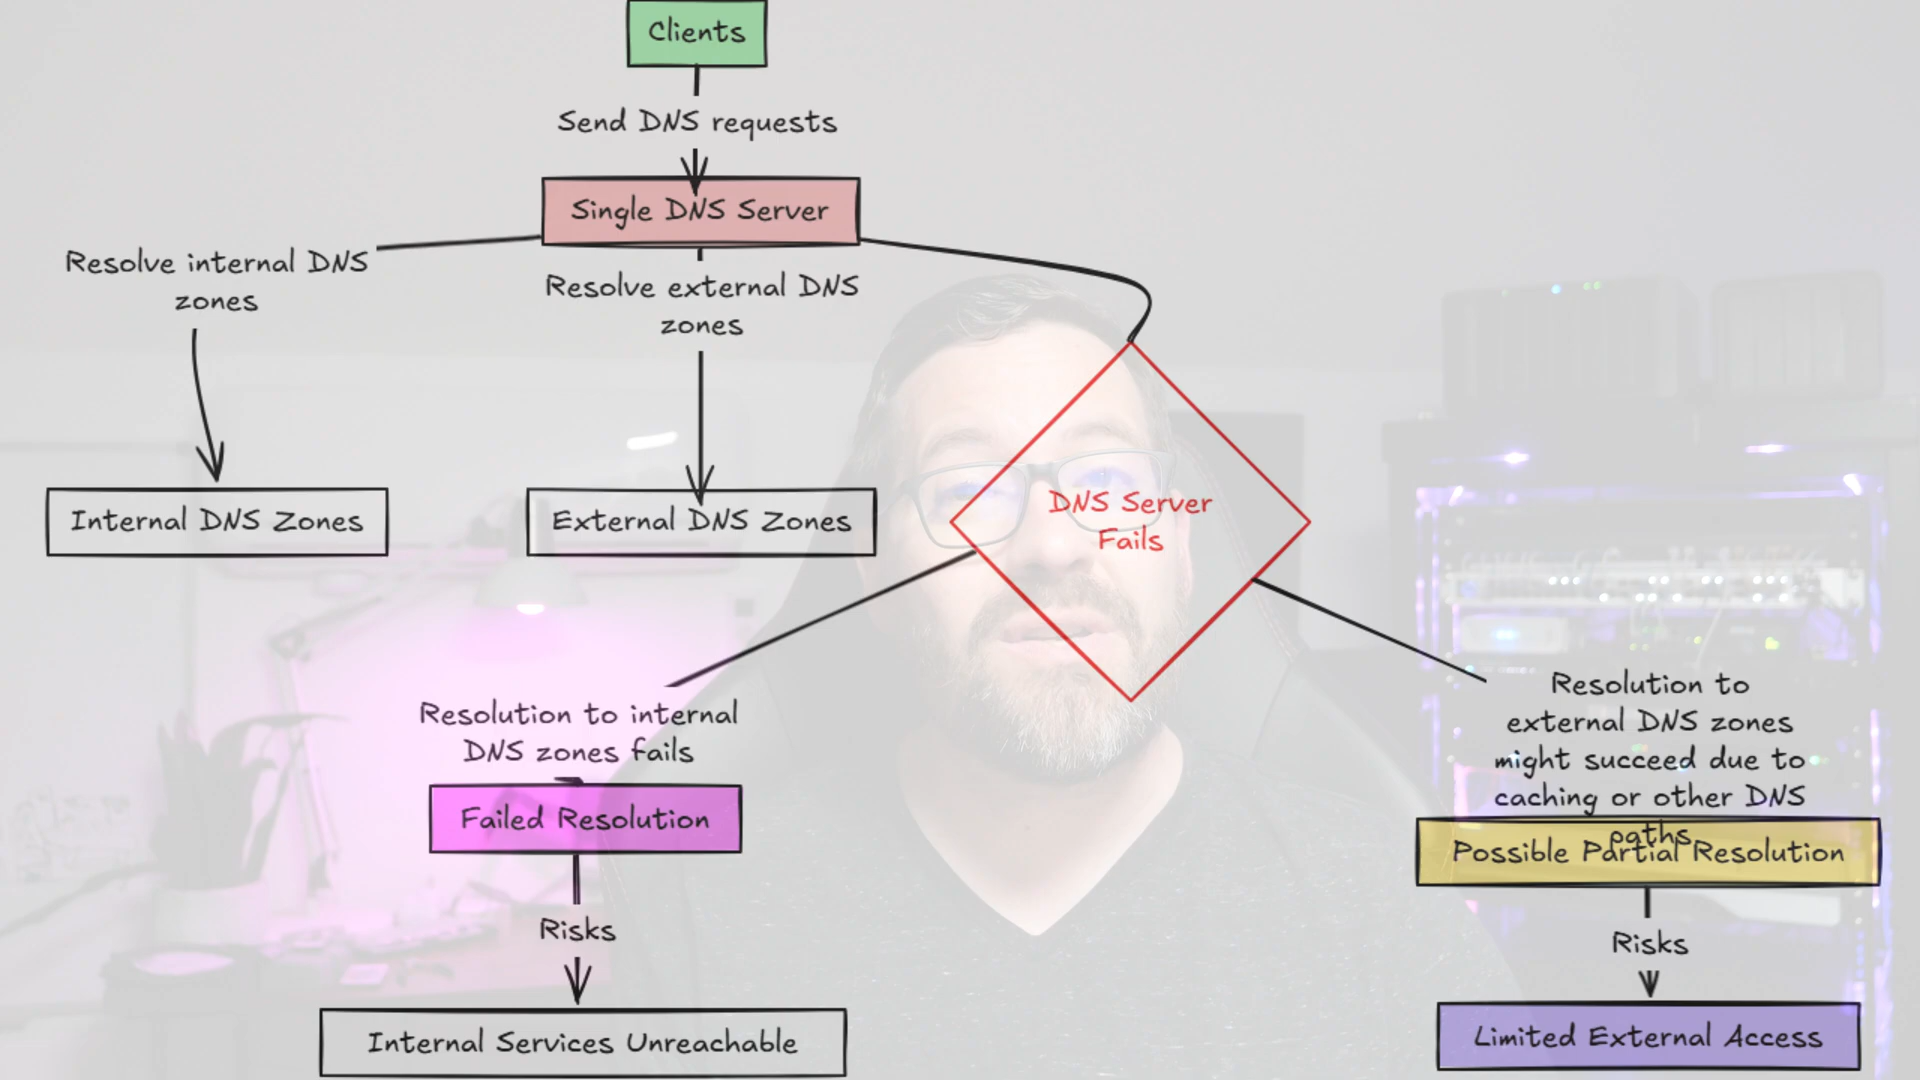 Clients
Send DNS requests
Single DNS Server
Resolve internal DNS
zones
Resolve external DNS
zones
Internal DNS Zones
External DNS Zones
DNS Server
Fails
Resolution to internal
DNS zones fails
Failed Resolution
Risks
Internal Services Unreachable
Resolution to
external DNS zones
might succeed due to
caching or other DNS
paths
Possible Partial Resolution
Risks
Limited External Access